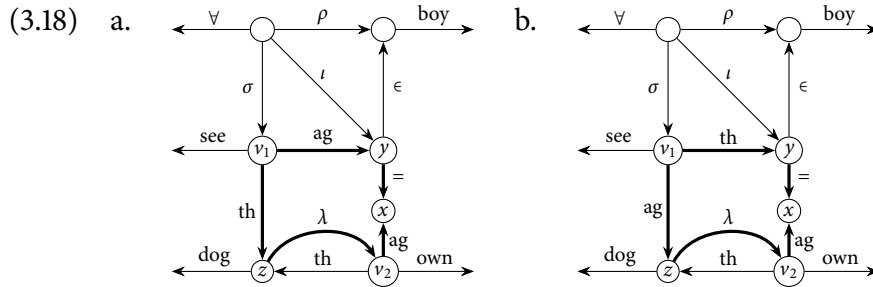 (3.18) a. b.
∀ ρ boy ∀ ρ boy
σ ι ϵ σ ι ϵ
see v₁ ag y see v₁ th y
= =
th x ag x
λ ag λ ag
dog z th v₂ own dog z th v₂ own